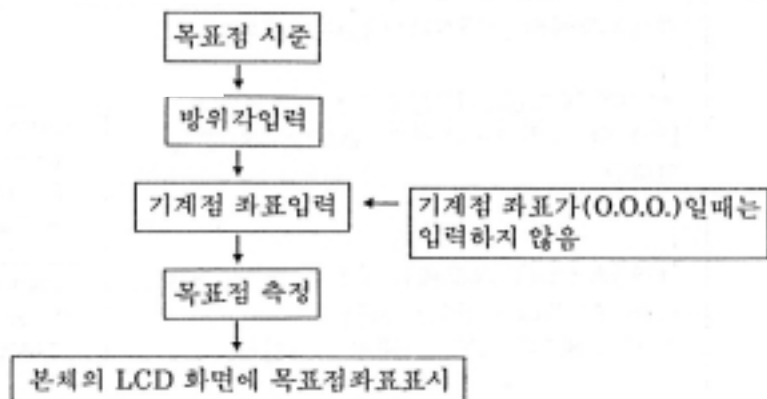 목표점 시준
방위각입력
기계점 좌표입력
기계점 좌표가(0.0.0.)일때는
입력하지 않음
목표점 측정
본체의 LCD 화면에 목표점좌표표시